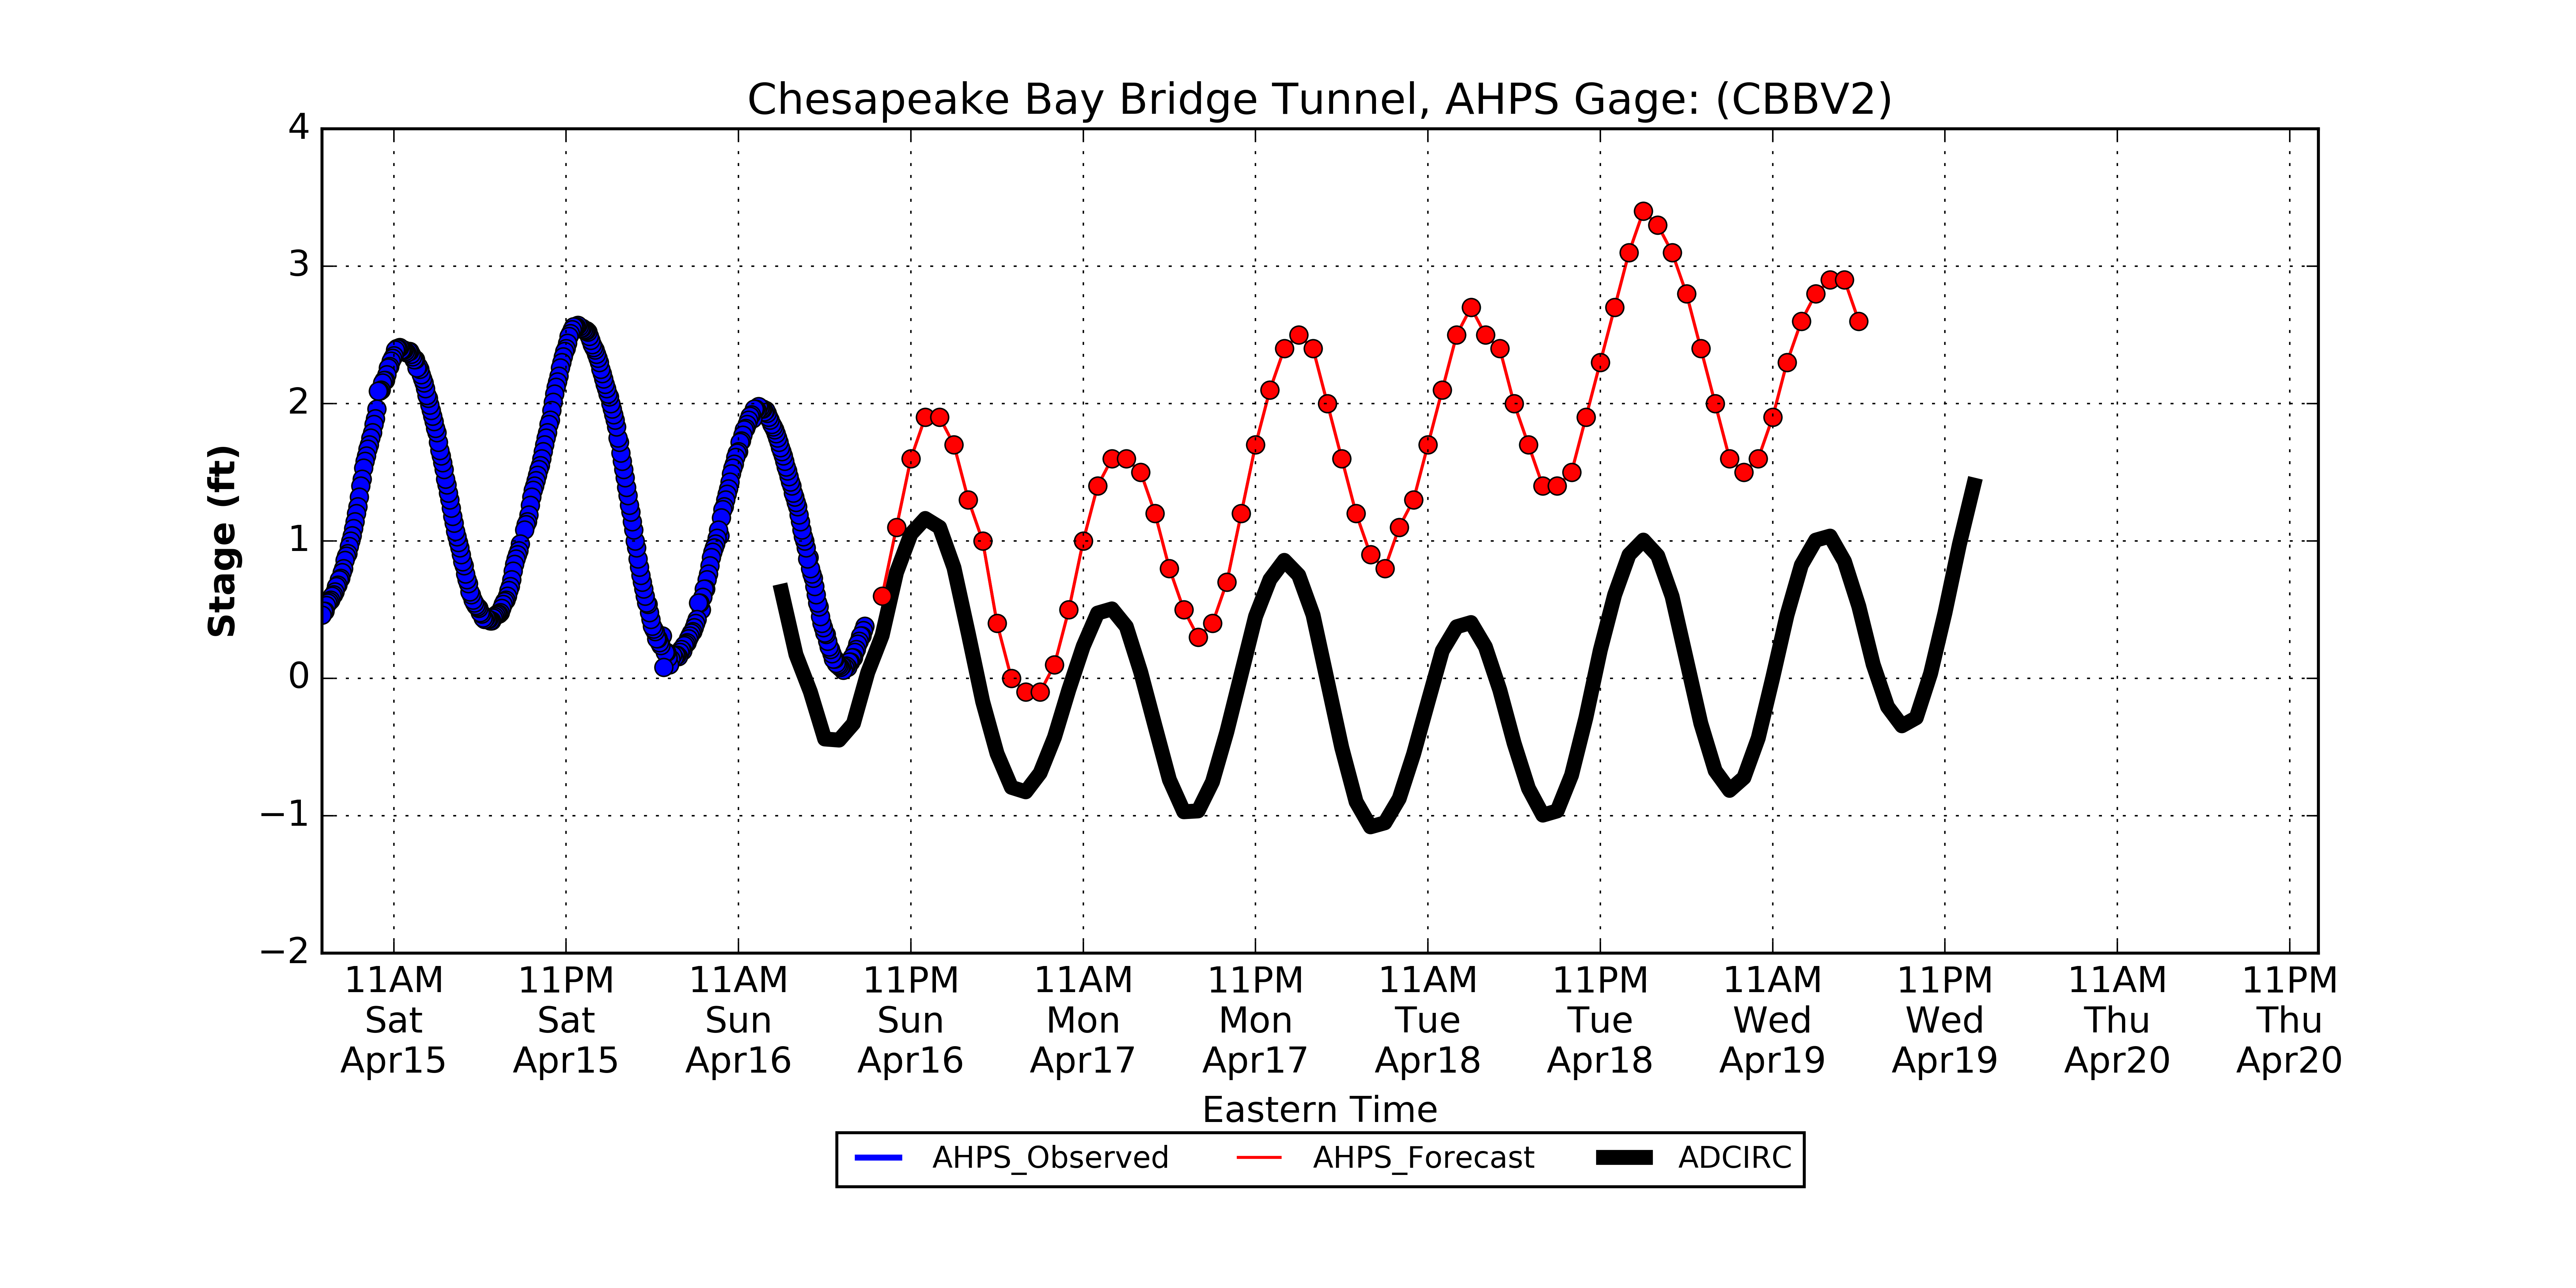 Chesapeake Bay Bridge Tunnel, AHPS Gage: (CBBV2)
4
3
2
1
0
−1
−2
Stage (ft)
11AM 11PM 11AM 11PM 11AM 11PM 11AM 11PM 11AM 11PM 11AM 11PM
Sat Sat Sun Sun Mon Mon Tue Tue Wed Wed Thu Thu
Apr15 Apr15 Apr16 Apr16 Apr17 Apr17 Apr18 Apr18 Apr19 Apr19 Apr20 Apr20
Eastern Time
AHPS_Observed AHPS_Forecast ADCIRC